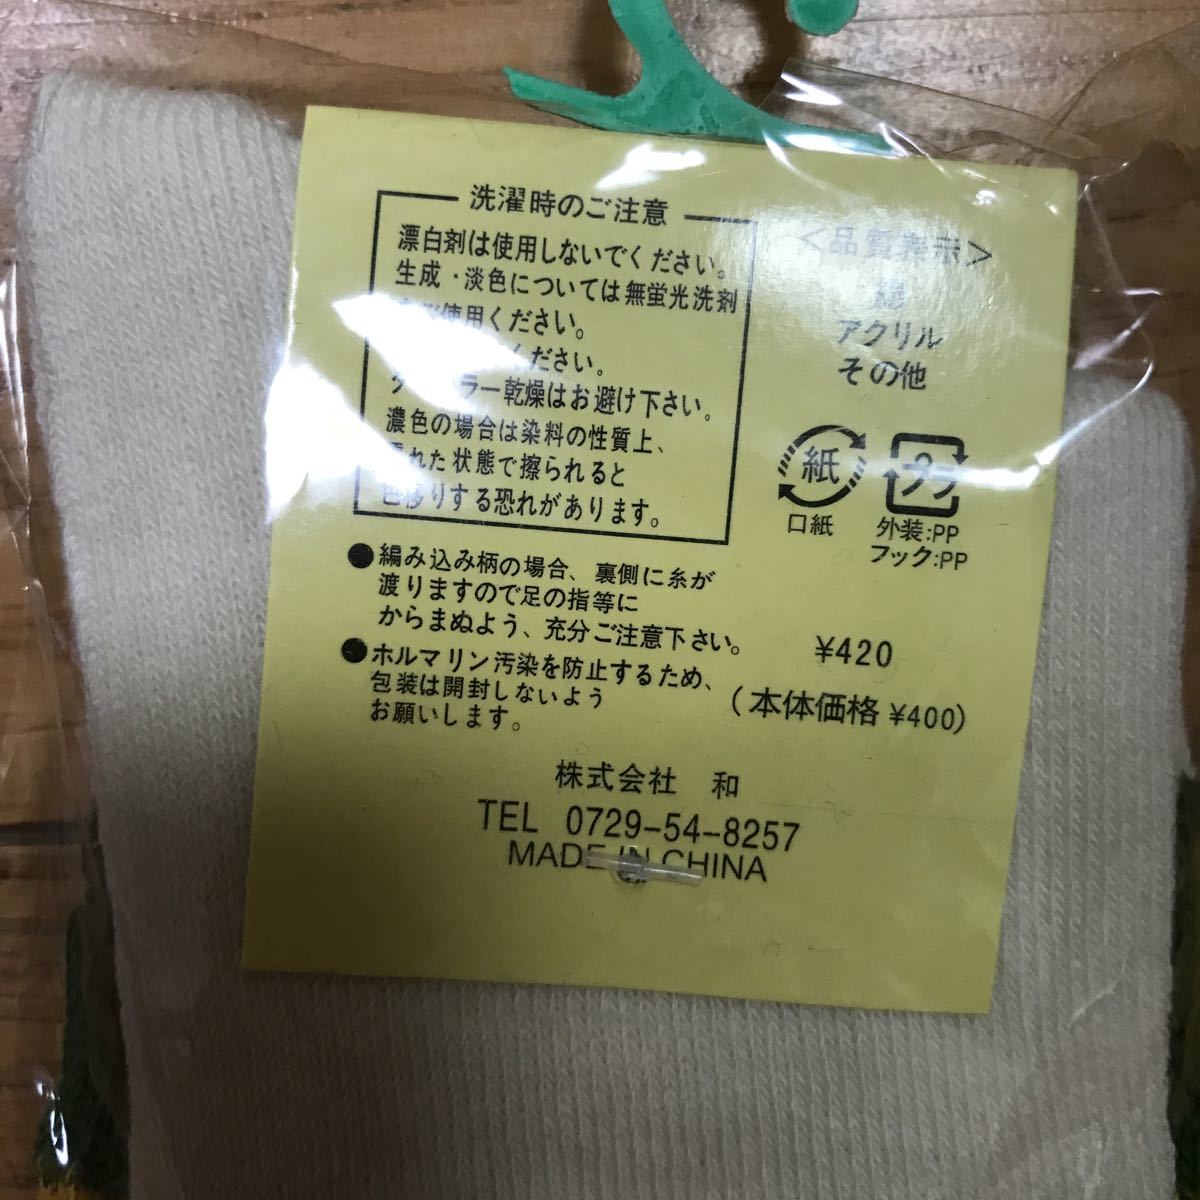 洗濯時のご注意
漂白剤は使用しないでください。
生成・淡色については無蛍光洗剤
使用ください。
ください。
ラー乾燥はお避け下さい。
濃色の場合は染料の性質上、
れた状態で擦られると
色移りする恐れがあります。
●編み込み柄の場合、裏側に糸が
渡りますので足の指等に
からまぬよう、充分ご注意下さい。
●ホルマリン汚染を防止するため、
包装は開封しないよう
お願いします。
<品質表示>
綿
アクリル
その他
紙
口紙
プラ
外装:PP
フック:PP
¥420
(本体価格 ¥400)
株式会社 和
TEL 0729-54-8257
MADE IN CHINA